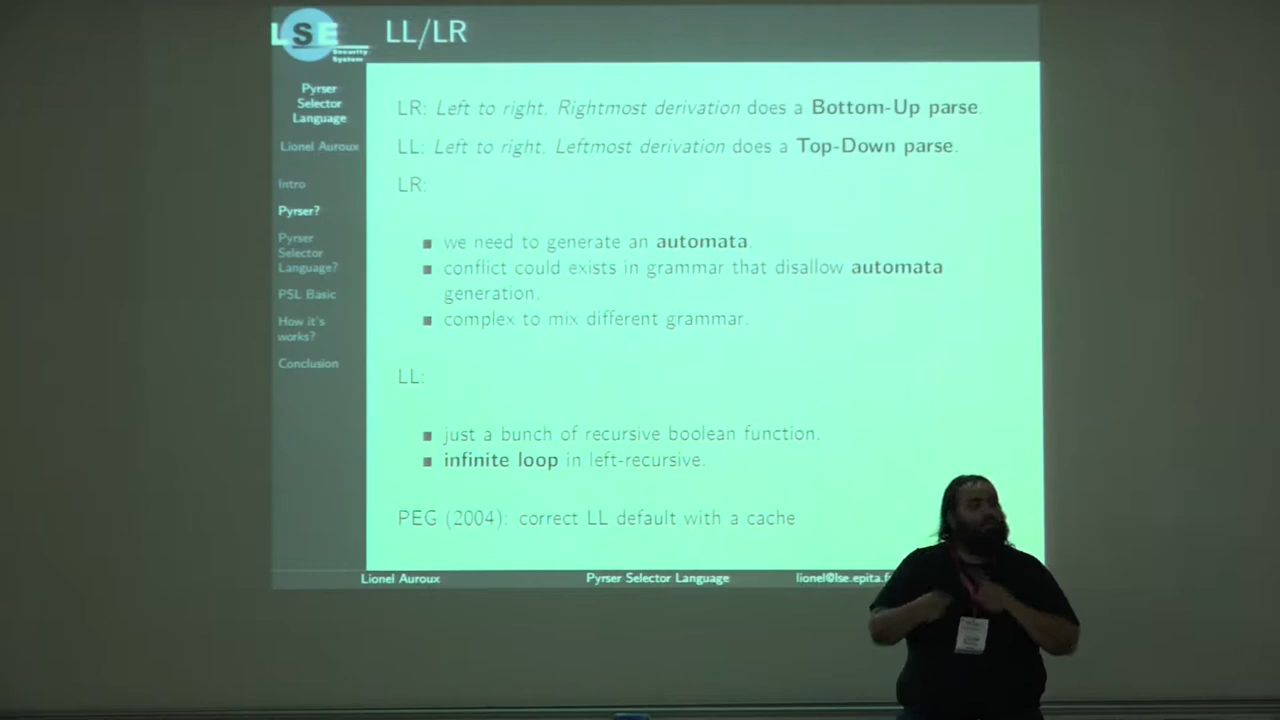 LSE
Security
System
LL/LR
Pyrser
Selector
Language
Lionel Auroux
Intro
Pyrser?
Pyrser
Selector
Language?
PSL Basic
How it's
works?
Conclusion
LR: Left to right, Rightmost derivation does a Bottom-Up parse.
LL: Left to right, Leftmost derivation does a Top-Down parse.
LR:
we need to generate an automata.
conflict could exists in grammar that disallow automata
generation.
complex to mix different grammar.
LL:
just a bunch of recursive boolean function.
infinite loop in left-recursive.
PEG (2004): correct LL default with a cache
Lionel Auroux Pyrser Selector Language lionel@lse.epita.f